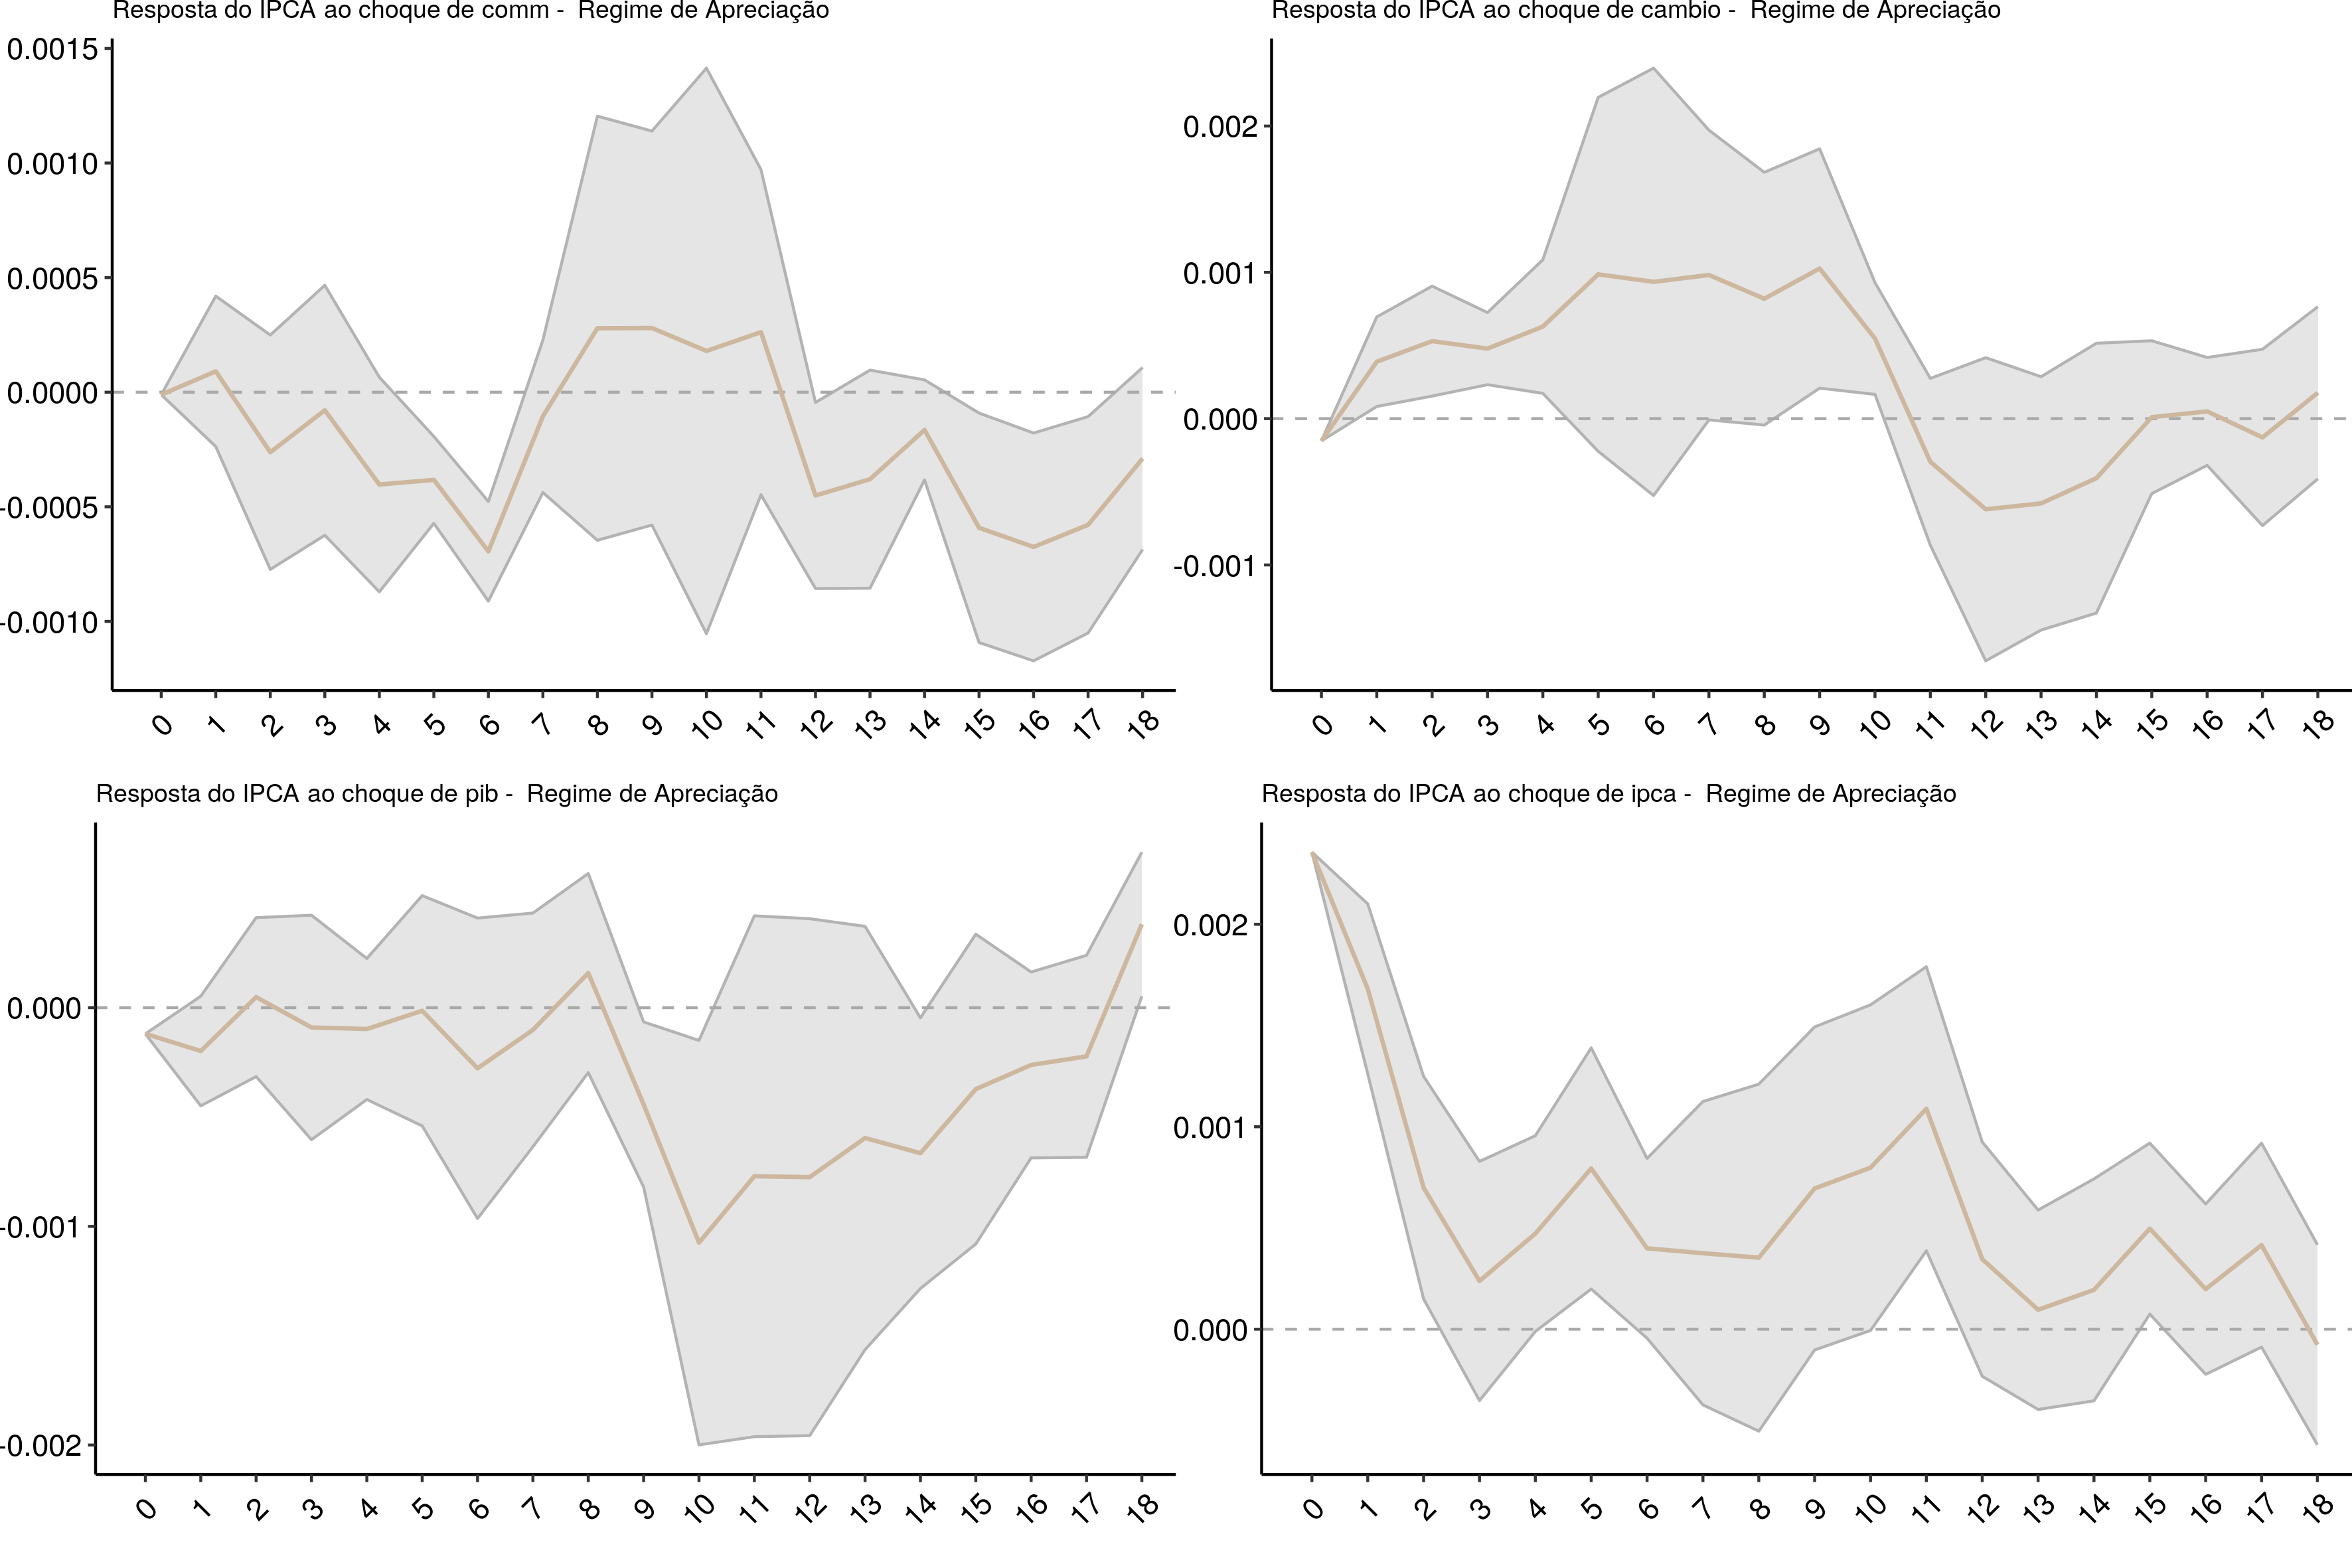 Resposta do IPCA ao choque de comm -  Regime de Apreciação
0.0015
0.0010
0.0005
0.0000
-0.0005
-0.0010
0 1 2 3 4 5 6 7 8 9 10 11 12 13 14 15 16 17 18
Resposta do IPCA ao choque de cambio -  Regime de Apreciação
0.002
0.001
0.000
-0.001
0 1 2 3 4 5 6 7 8 9 10 11 12 13 14 15 16 17 18
Resposta do IPCA ao choque de pib -  Regime de Apreciação
0.000
-0.001
-0.002
0 1 2 3 4 5 6 7 8 9 10 11 12 13 14 15 16 17 18
Resposta do IPCA ao choque de ipca -  Regime de Apreciação
0.002
0.001
0.000
0 1 2 3 4 5 6 7 8 9 10 11 12 13 14 15 16 17 18